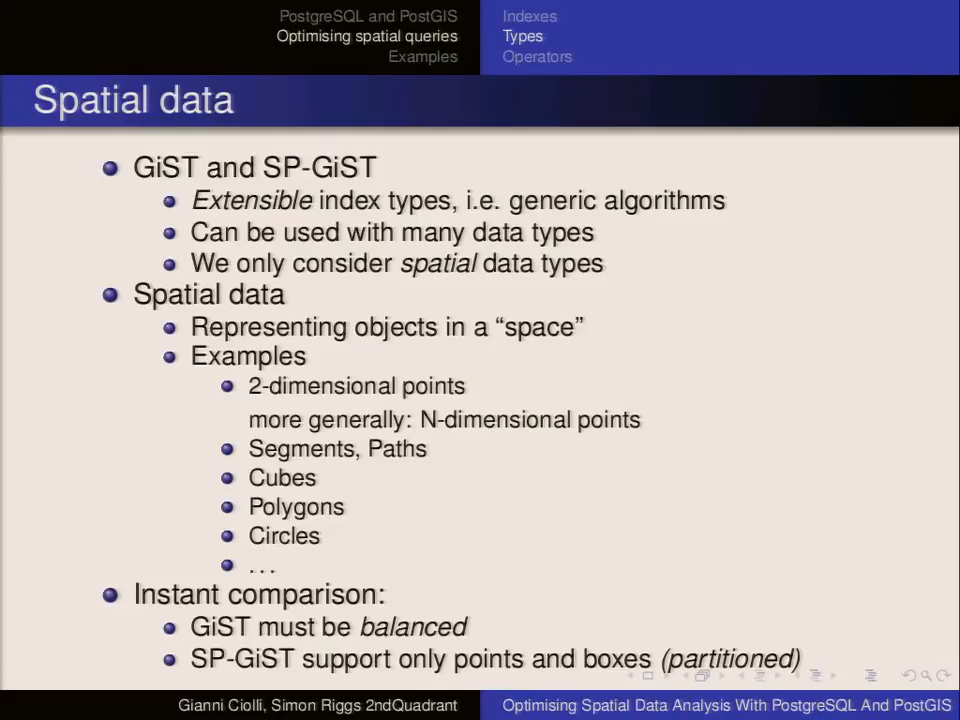 PostgreSQL and PostGIS
Optimising spatial queries
Examples
Indexes
Types
Operators
Spatial data
GiST and SP-GiST
Extensible index types, i.e. generic algorithms
Can be used with many data types
We only consider spatial data types
Spatial data
Representing objects in a “space”
Examples
2-dimensional points
more generally: N-dimensional points
Segments, Paths
Cubes
Polygons
Circles
...
Instant comparison:
GiST must be balanced
SP-GiST support only points and boxes (partitioned)
Gianni Ciolli, Simon Riggs 2ndQuadrant
Optimising Spatial Data Analysis With PostgreSQL And PostGIS